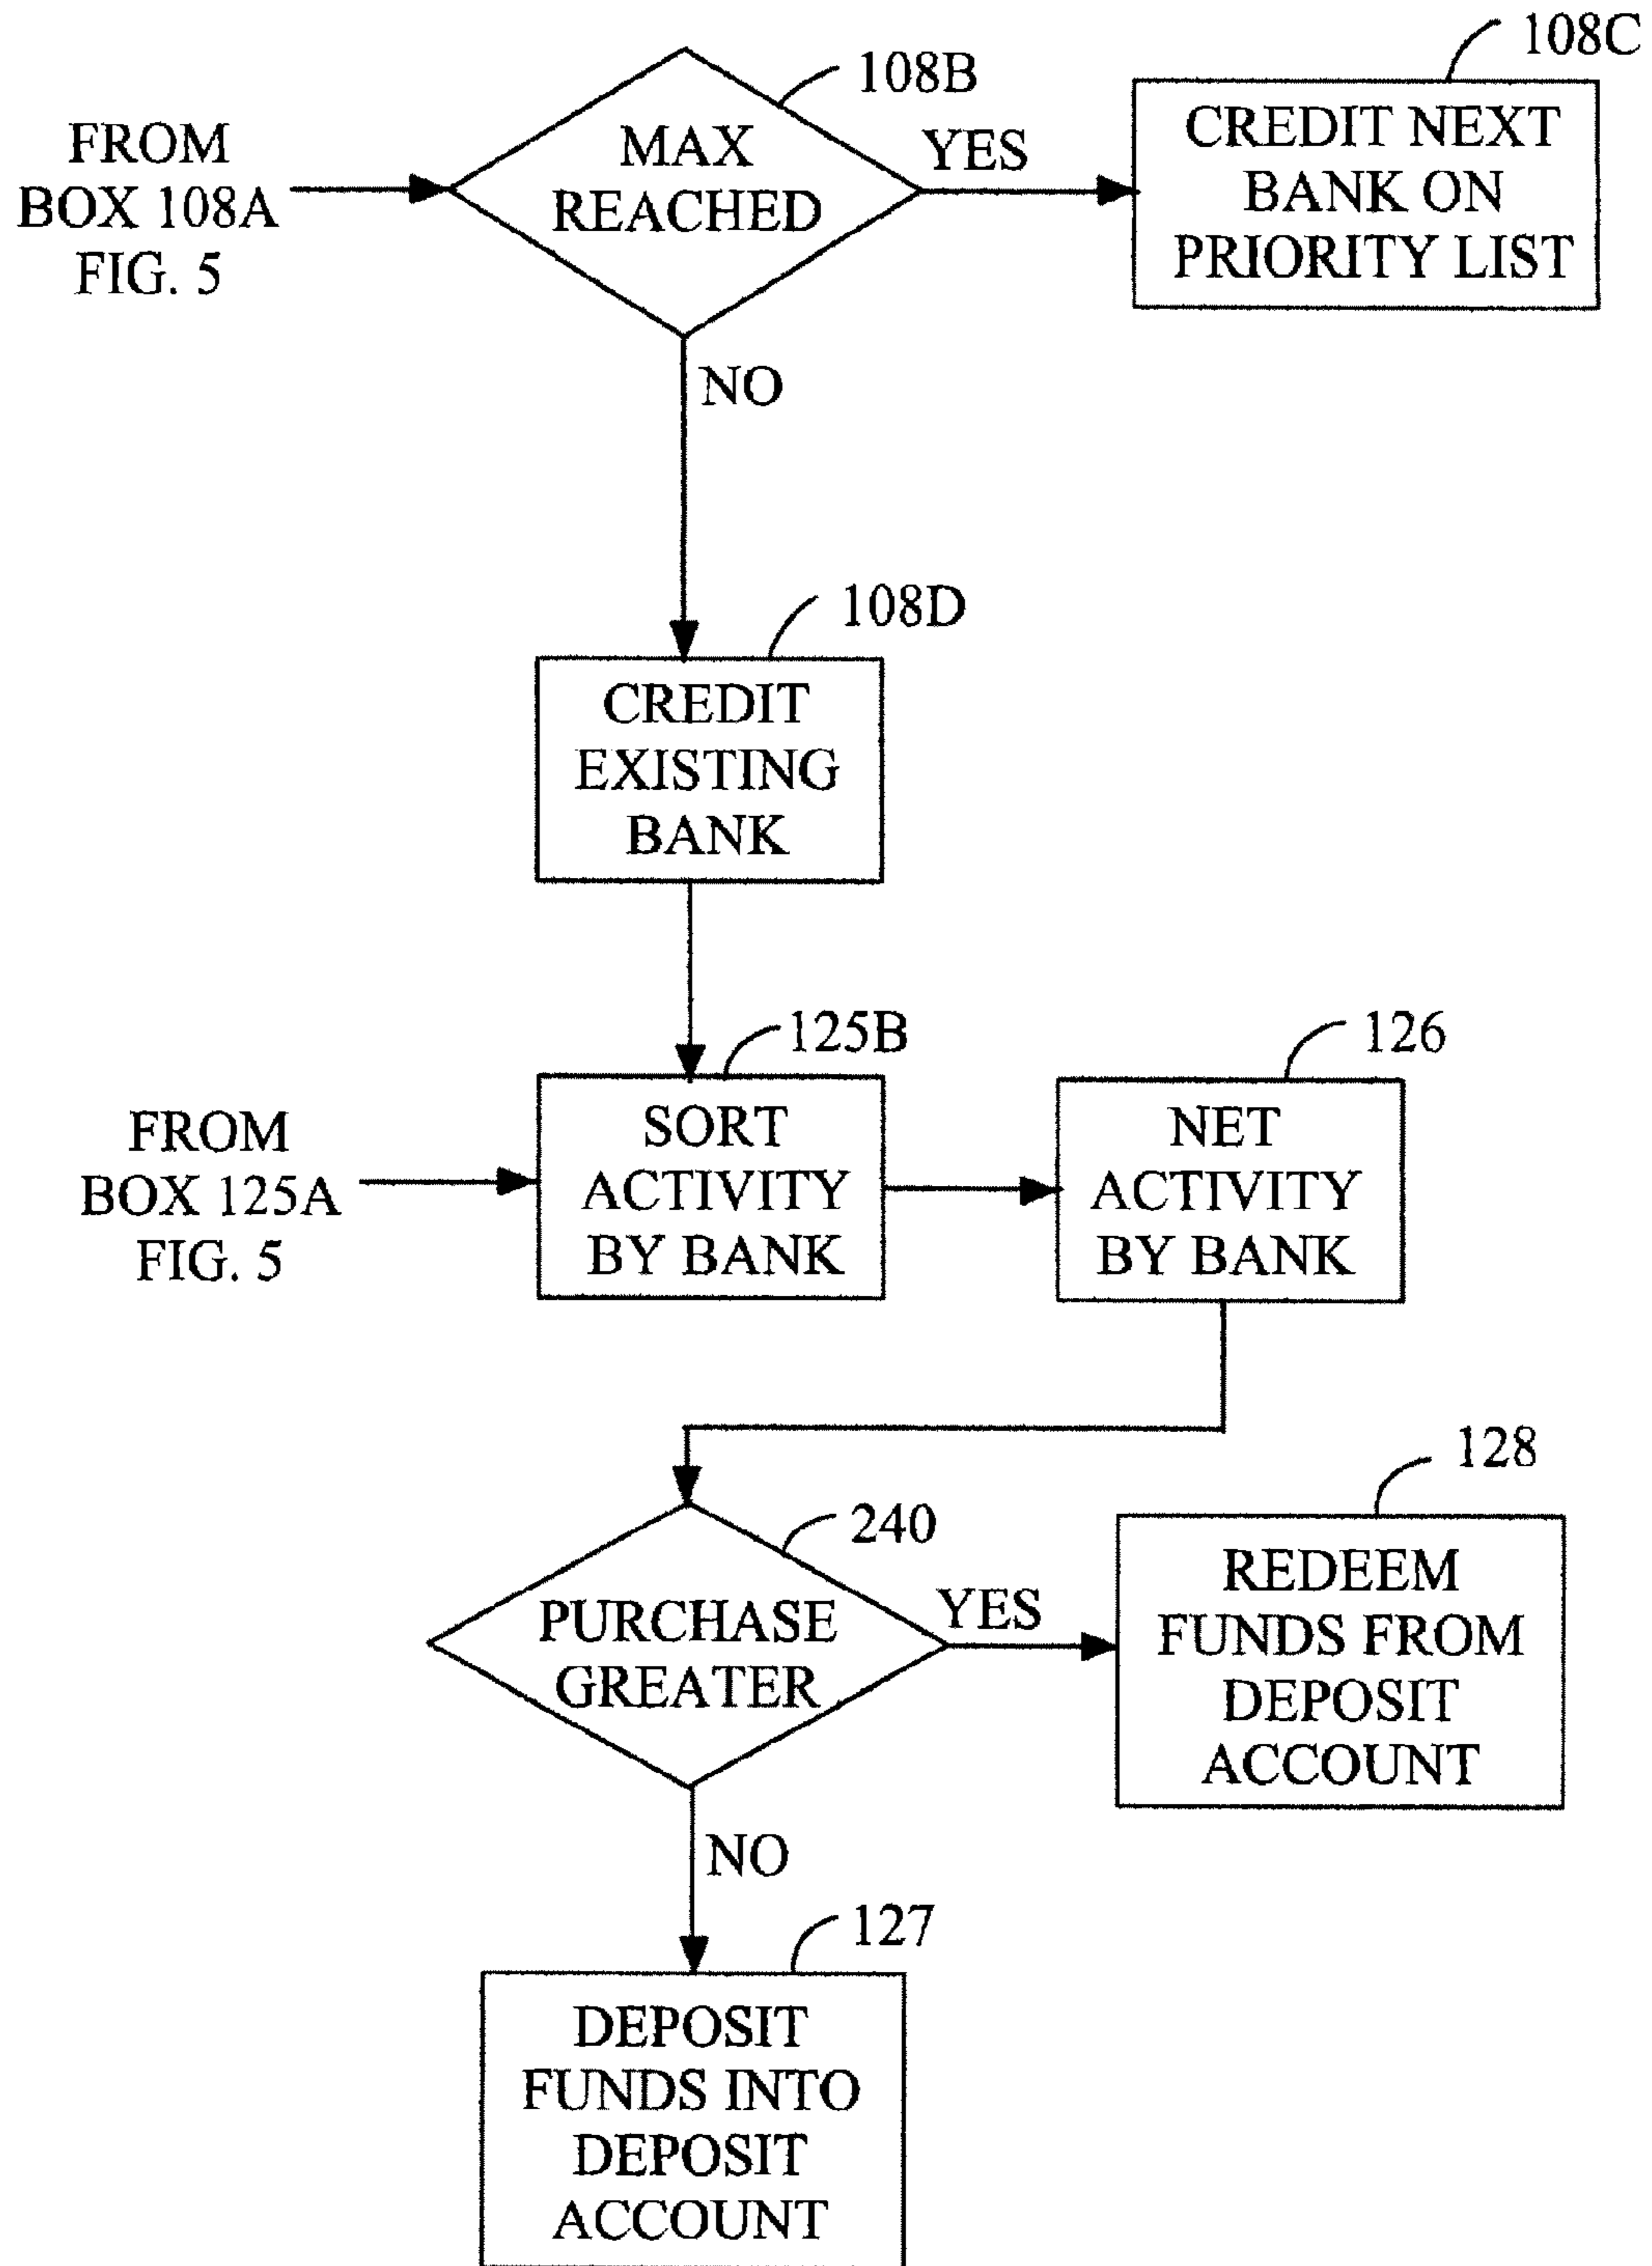 108C
108B
FROM
BOX 108A
FIG. 5
MAX
REACHED
YES
CREDIT NEXT
BANK ON
PRIORITY LIST
NO
108D
CREDIT
EXISTING
BANK
125B
126
FROM
BOX 125A
FIG. 5
SORT
ACTIVITY
BY BANK
NET
ACTIVITY
BY BANK
128
240
PURCHASE
GREATER
YES
REDEEM
FUNDS FROM
DEPOSIT
ACCOUNT
NO
127
DEPOSIT
FUNDS INTO
DEPOSIT
ACCOUNT